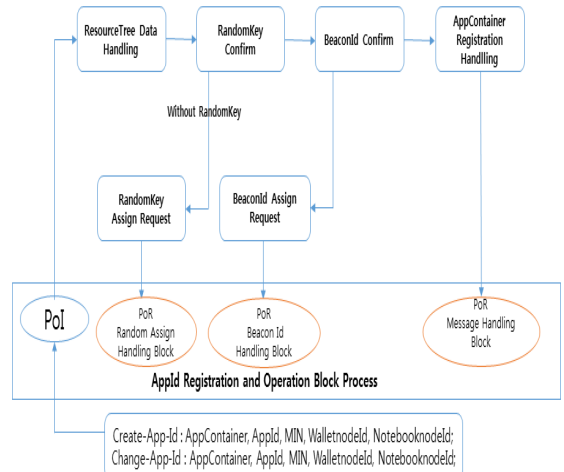 ResourceTree Data
Handling
RandomKey
Confirm
BeaconId Confirm
AppContainer
Registration
Handlling
Without RandomKey
RandomKey
Assign Request
BeaconId Assign
Request
PoI
PoR
Random Assign
Handling Block
PoR
Beacon Id
Handling Block
PoR
Message Handling
Block
AppId Registration and Operation Block Process
Create-App-Id : AppContainer, AppId, MIN, WalletnodeId, NotebooknodeId;
Change-App-Id : AppContainer, AppId, MIN, WalletnodeId, NotebooknodeId;